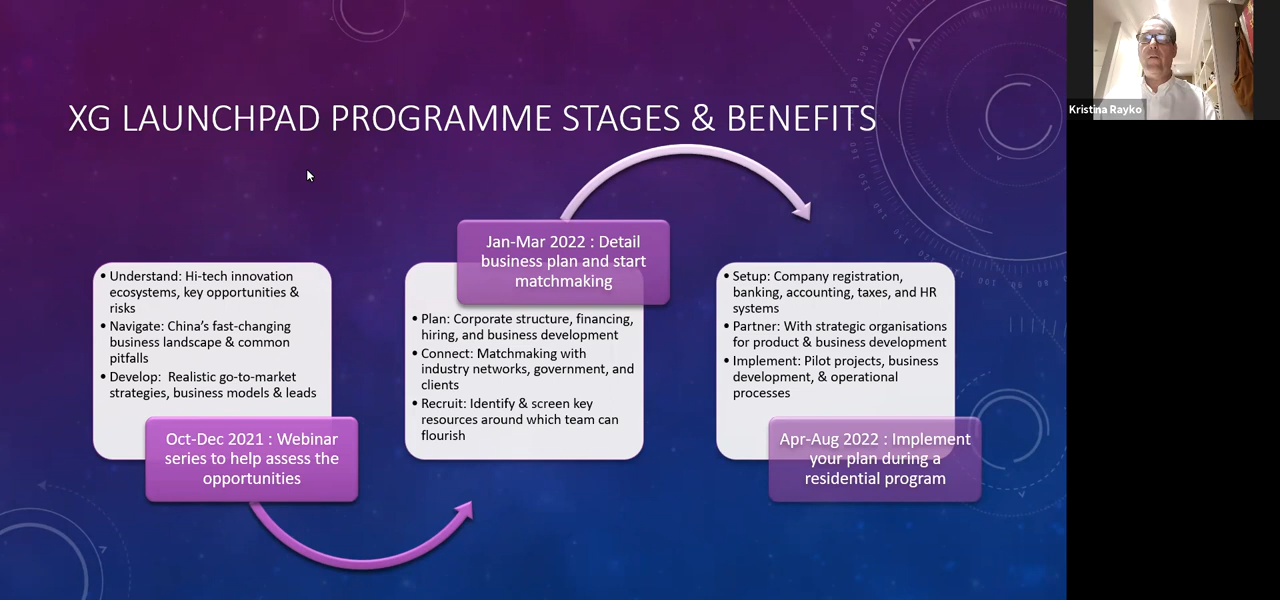 XG LAUNCHPAD PROGRAMME STAGES & BENEFITS
• Understand: Hi-tech innovation
ecosystems, key opportunities &
risks
• Navigate: China's fast-changing
business landscape & common
pitfalls
• Develop: Realistic go-to-market
strategies, business models & leads
Oct-Dec 2021 : Webinar
series to help assess the
opportunities
Jan-Mar 2022 : Detail
business plan and start
matchmaking
• Plan: Corporate structure, financing,
hiring, and business development
• Connect: Matchmaking with
industry networks, government, and
clients
• Recruit: Identify & screen key
resources around which team can
flourish
• Setup: Company registration,
banking, accounting, taxes, and HR
systems
• Partner: With strategic organisations
for product & business development
• Implement: Pilot projects, business
development, & operational
processes
Apr-Aug 2022 : Implement
your plan during a
residential program
Kristina Rayko